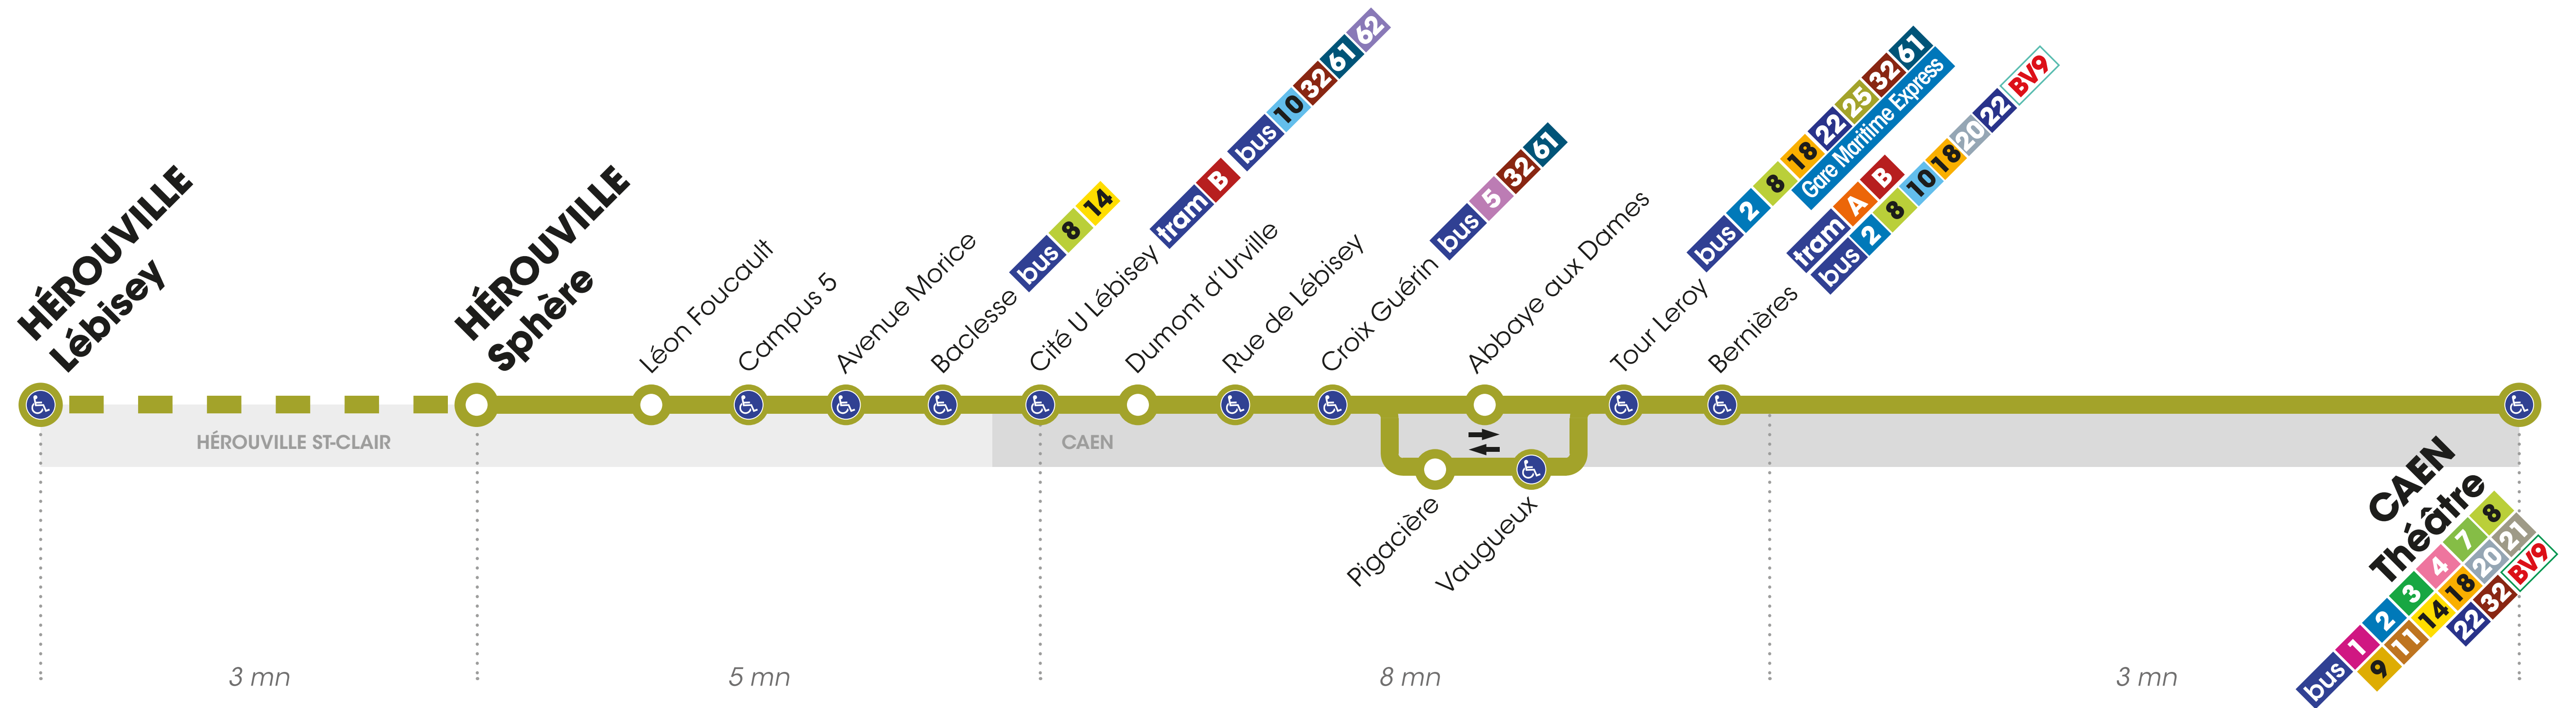 HÉROUVILLE
Lébisey
HÉROUVILLE
Sphère
Léon Foucault
Campus 5
Avenue Morice
Baclesse bus 8 14
Cité U Lébisey tram B bus 10 32 61 62
Dumont d'Urville
Rue de Lébisey
Croix Guérin bus 5 32 61
Abbaye aux Dames
Tour Leroy bus 2 8 18 22 25 32 61
Gare Maritime Express
Bernières tram A B
bus 2 8 10 18 20 22 BV9
HÉROUVILLE ST-CLAIR
CAEN
Pigacière
Vaugueux
CAEN
Théâtre
bus 1 2 3 4 7 8
9 11 14 18 20 21
22 32 BV9
3 mn
5 mn
8 mn
3 mn